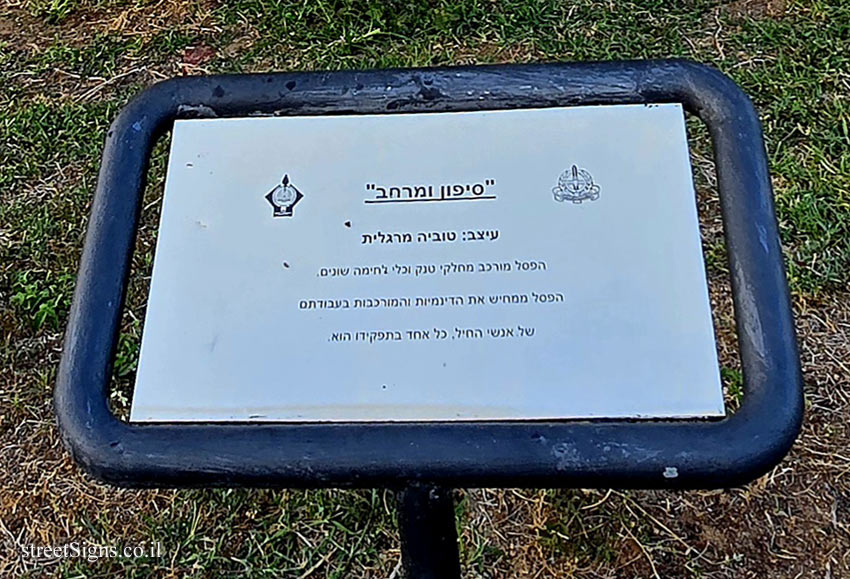 "סיפון ומרחב"
עיצב: טוביה מרגלית
הפסל מורכב מחלקי טנק וכלי לחימה שונים.
הפסל ממחיש את הדינמיות והמורכבות בעבודתם
של אנשי החיל, כל אחד בתפקידו הוא.
streetSigns.co.il